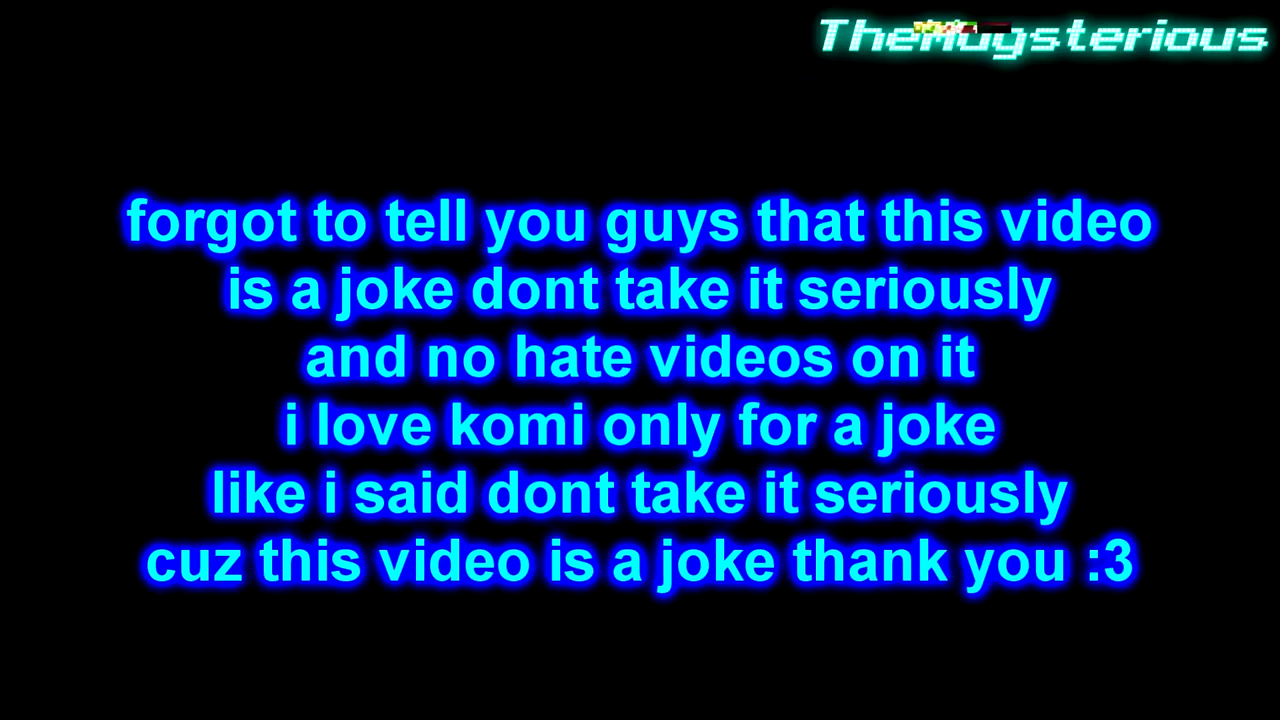 TheMugsterious
forgot to tell you guys that this video
is a joke dont take it seriously
and no hate videos on it
i love komi only for a joke
like i said dont take it seriously
cuz this video is a joke thank you :3